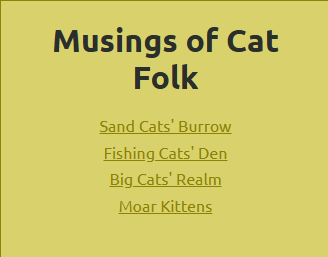 Musings of Cat
Folk
Sand Cats' Burrow
Fishing Cats' Den
Big Cats' Realm
Moar Kittens